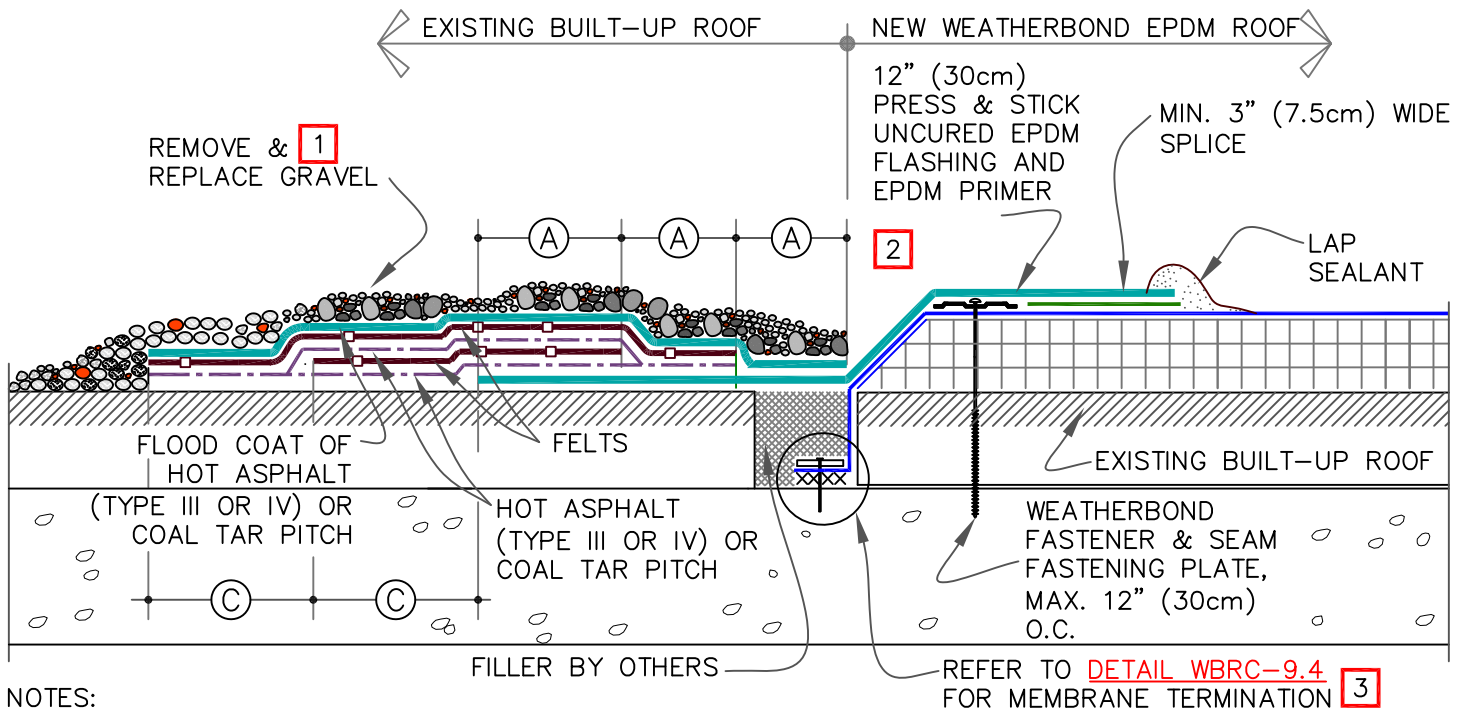 EXISTING BUILT-UP ROOF
NEW WEATHERBOND EPDM ROOF
12" (30cm)
PRESS & STICK
UNCURED EPDM
FLASHING AND
EPDM PRIMER
MIN. 3" (7.5cm) WIDE
SPLICE
REMOVE & 1
REPLACE GRAVEL
A
A
A
2
LAP
SEALANT
FLOOD COAT OF
HOT ASPHALT
(TYPE III OR IV) OR
COAL TAR PITCH
FELTS
HOT ASPHALT
(TYPE III OR IV) OR
COAL TAR PITCH
EXISTING BUILT-UP ROOF
WEATHERBOND
FASTENER & SEAM
FASTENING PLATE,
MAX. 12" (30cm)
O.C.
C
C
FILLER BY OTHERS
REFER TO DETAIL WBRC-9.4
FOR MEMBRANE TERMINATION 3
NOTES: